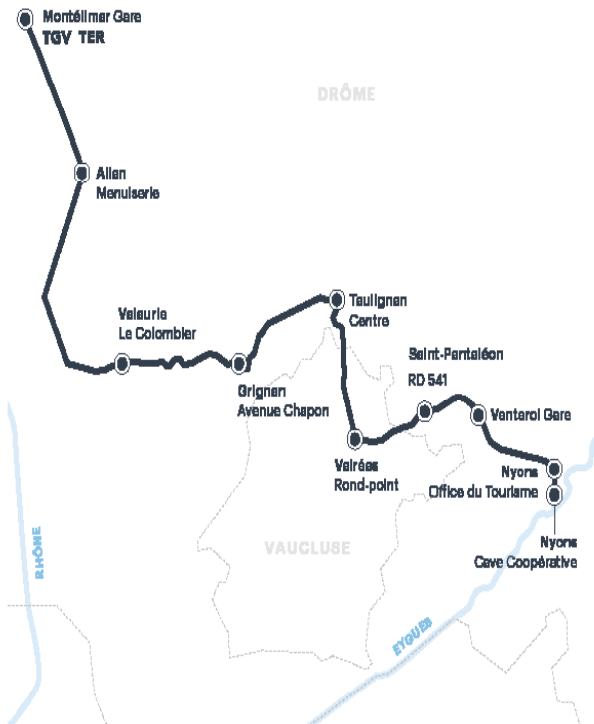 Montélimar Gare
TGV TER
DRÔME
Allan
Menuiserie
Valaurie
Le Colombier
Taulignan
Centre
Grignan
Avenue Chapon
Saint-Pantaléon
RD 541
Venterol Gare
Valréas
Rond-point
Nyons
Office du Tourisme
Nyons
Cave Coopérative
VAUCLUSE
RHÔNE
EYGUES